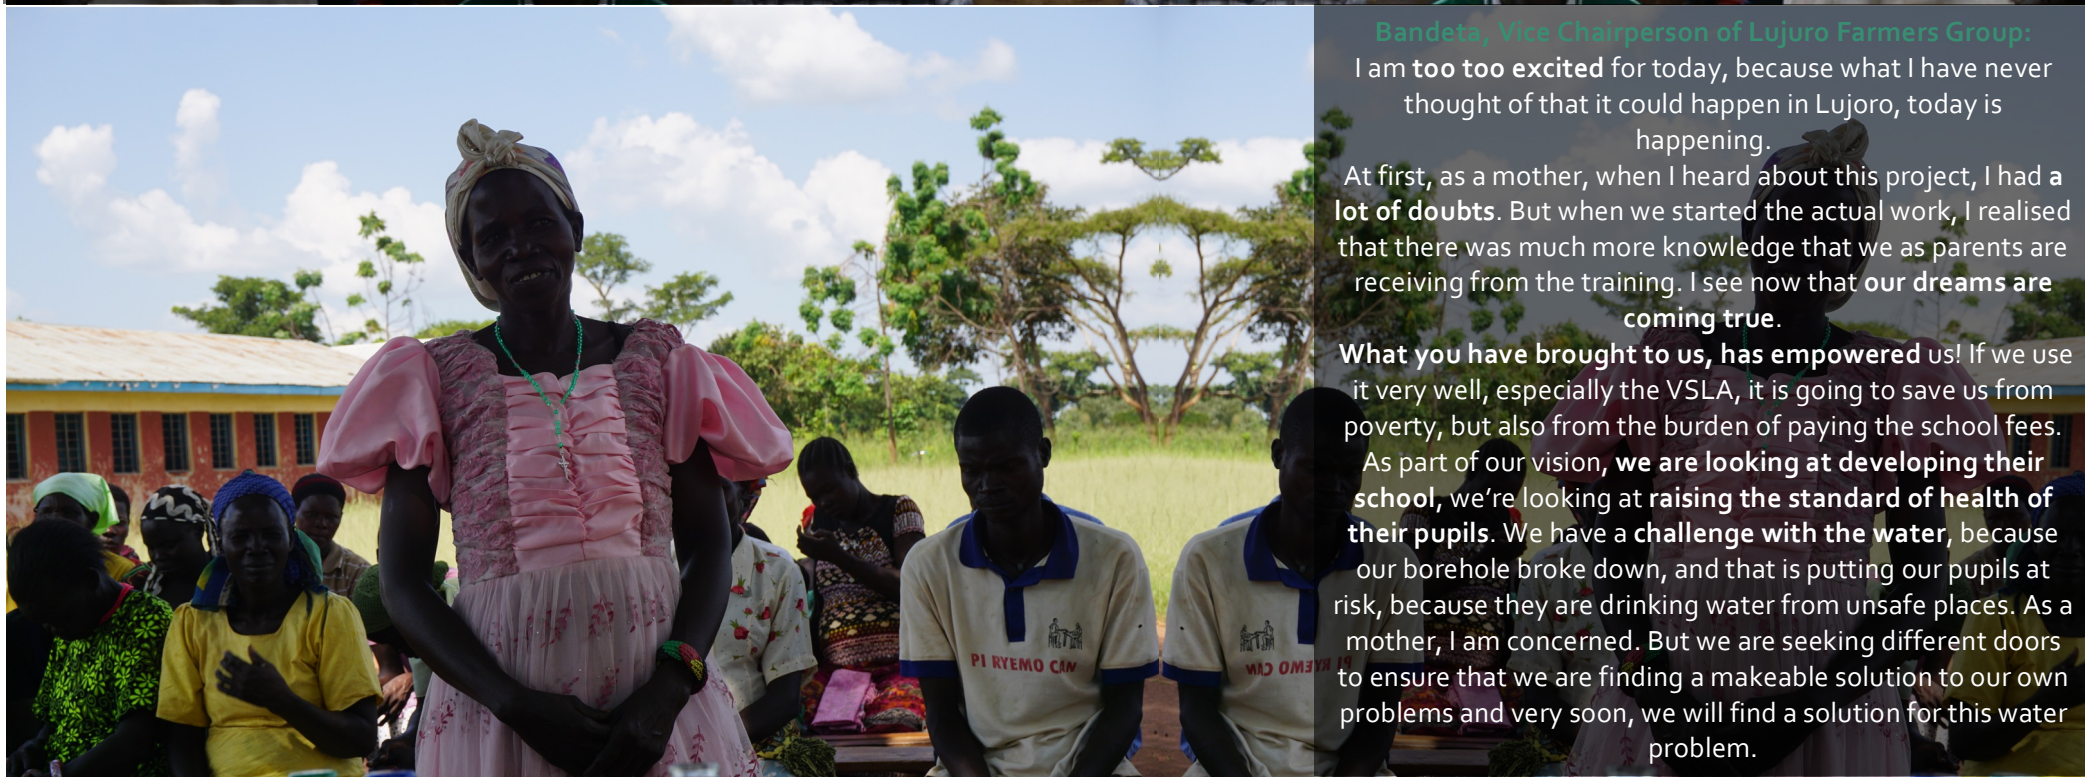 Bandeta, Vice Chairperson of Lujuro Farmers Group:
I am too too excited for today, because what I have never
thought of that it could happen in Lujoro, today is
happening.
At first, as a mother, when I heard about this project, I had a
lot of doubts. But when we started the actual work, I realised
that there was much more knowledge that we as parents are
receiving from the training. I see now that our dreams are
coming true.
What you have brought to us, has empowered us! If we use
it very well, especially the VSLA, it is going to save us from
poverty, but also from the burden of paying the school fees.
As part of our vision, we are looking at developing their
school, we’re looking at raising the standard of health of
their pupils. We have a challenge with the water, because
our borehole broke down, and that is putting our pupils at
risk, because they are drinking water from unsafe places. As a
mother, I am concerned. But we are seeking different doors
to ensure that we are finding a makeable solution to our own
problems and very soon, we will find a solution for this water
problem.
PI RYEMO CAN
PI RYEMO CAN